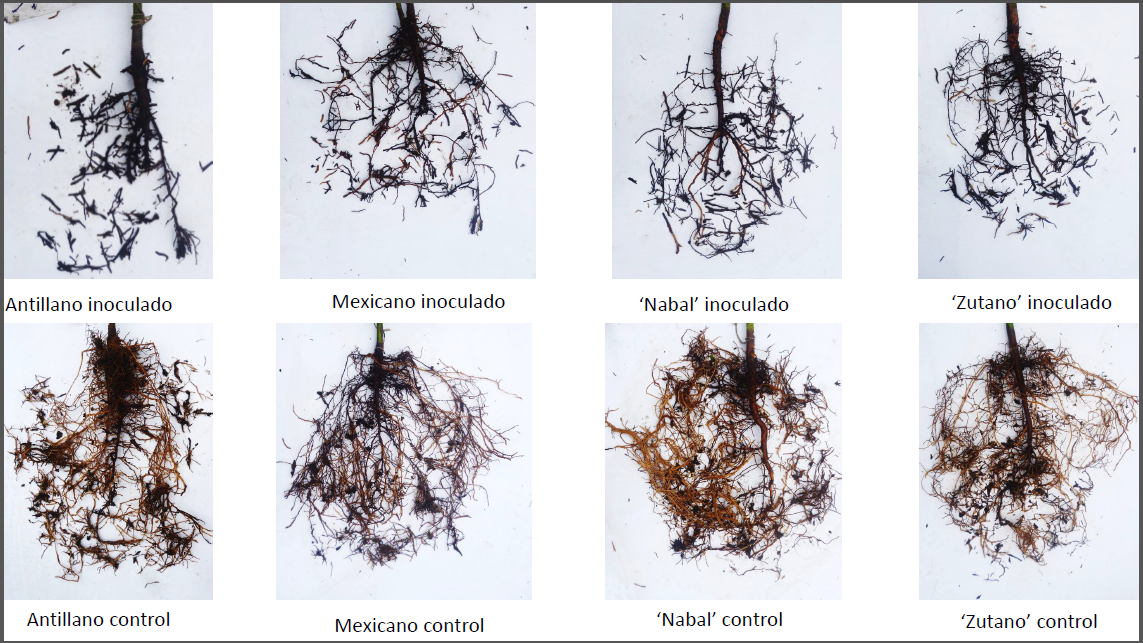 Antillano inoculado
Mexicano inoculado
‘Nabal’ inoculado
‘Zutano’ inoculado
Antillano control
Mexicano control
‘Nabal’ control
‘Zutano’ control